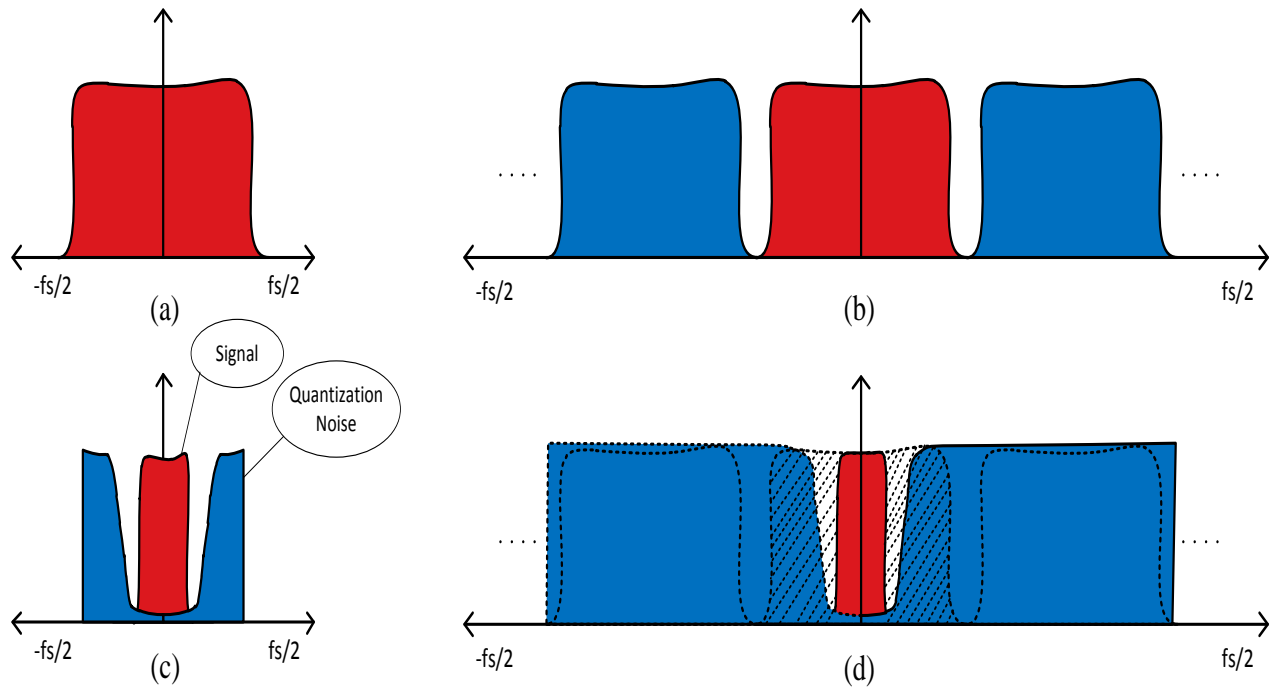 .... ....
-fs/2 fs/2 -fs/2 fs/2
(a) (b)
Signal
Quantization
Noise
.... ....
-fs/2 fs/2 -fs/2 fs/2
(c) (d)